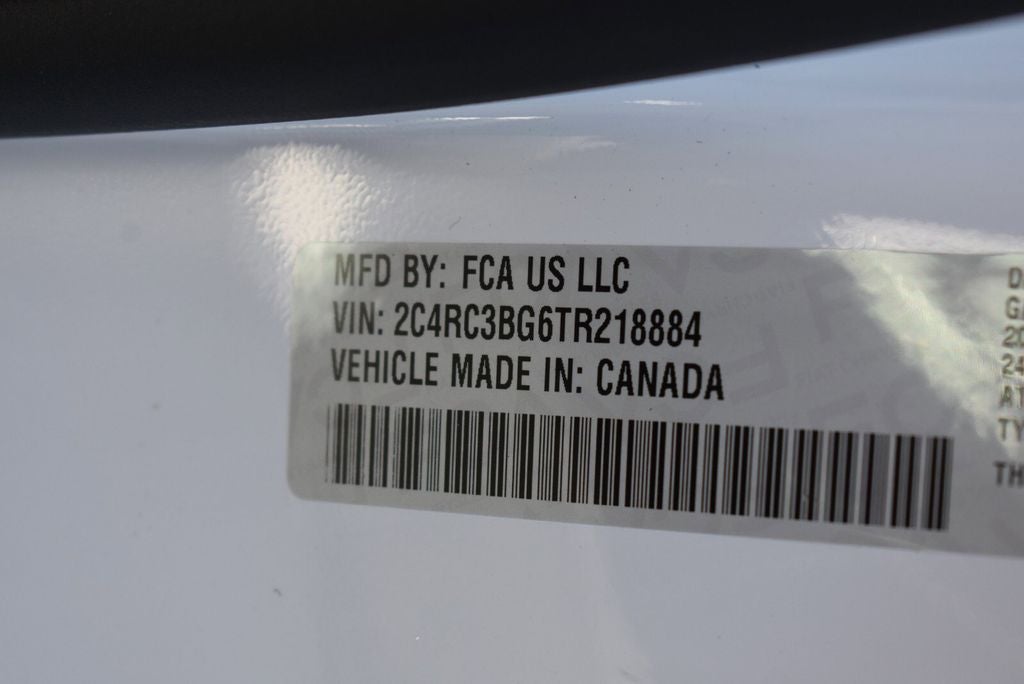 MFD BY: FCA US LLC
VIN: 2C4RC3BG6TR218884
VEHICLE MADE IN: CANADA